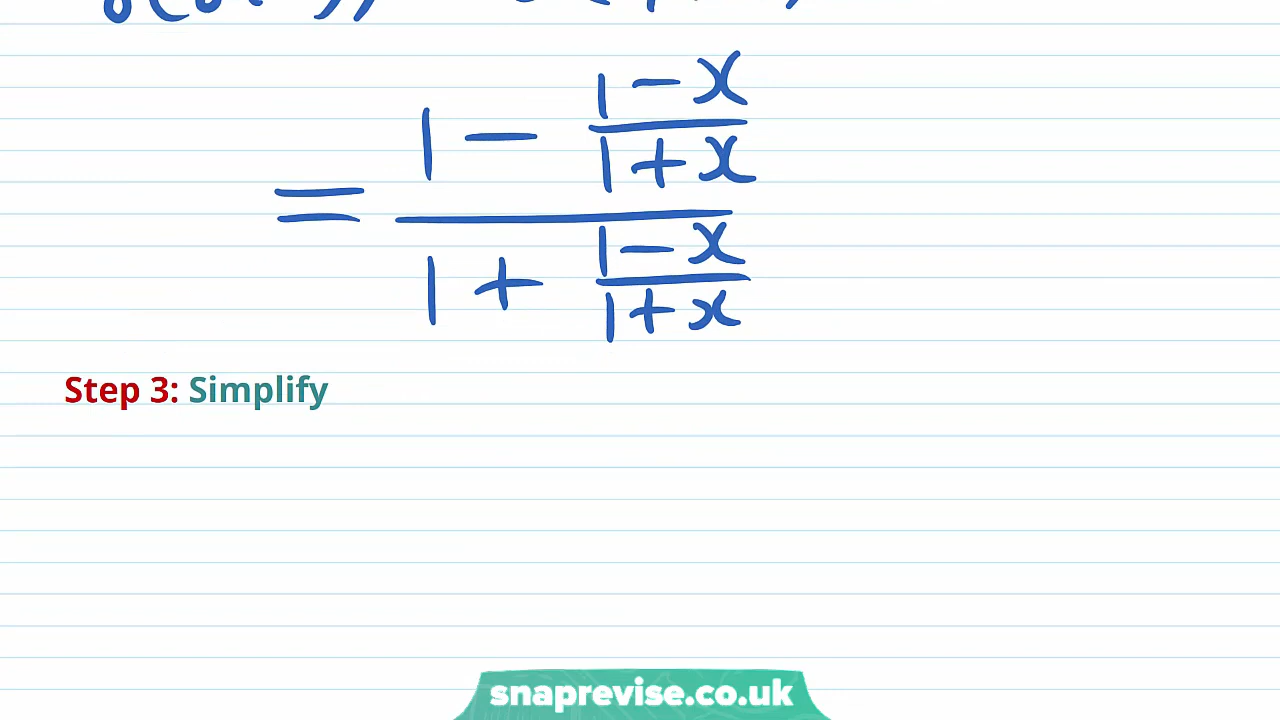 = (1 - (1 - x)/(1 + x)) / (1 + (1 - x)/(1 + x))
Step 3: Simplify
snaprevise.co.uk